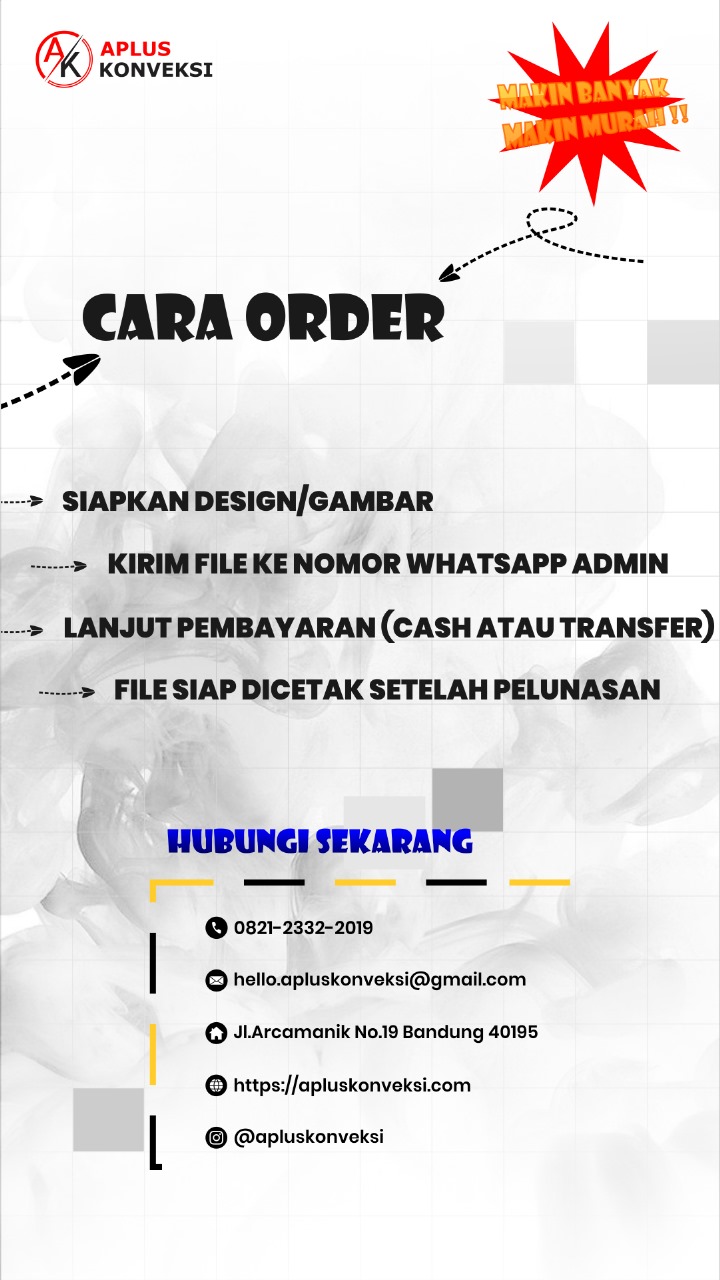 AK APLUS
KONVEKSI
MAKIN BANYAK
MAKIN MURAH !!
CARA ORDER
SIAPKAN DESIGN/GAMBAR
KIRIM FILE KE NOMOR WHATSAPP ADMIN
LANJUT PEMBAYARAN (CASH ATAU TRANSFER)
FILE SIAP DICETAK SETELAH PELUNASAN
HUBUNGI SEKARANG
0821-2332-2019
hello.apluskonveksi@gmail.com
Jl.Arcamanik No.19 Bandung 40195
https://apluskonveksi.com
@apluskonveksi